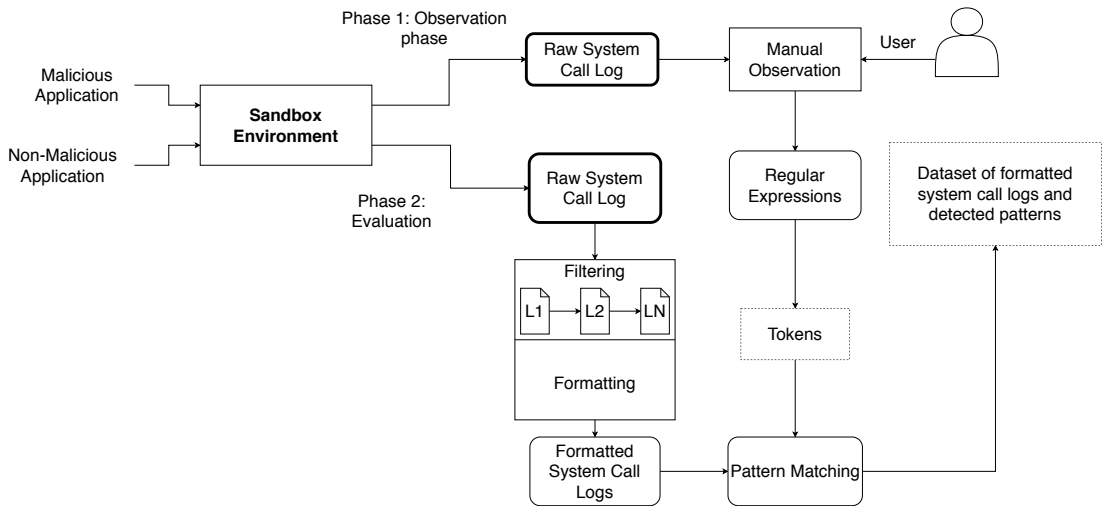 Phase 1: Observation
phase
Raw System
Call Log
Manual
Observation
User
Malicious
Application
Sandbox
Environment
Non-Malicious
Application
Phase 2:
Evaluation
Raw System
Call Log
Regular
Expressions
Dataset of formatted
system call logs and
detected patterns
Filtering
L1
L2
LN
Tokens
Formatting
Formatted
System Call
Logs
Pattern Matching